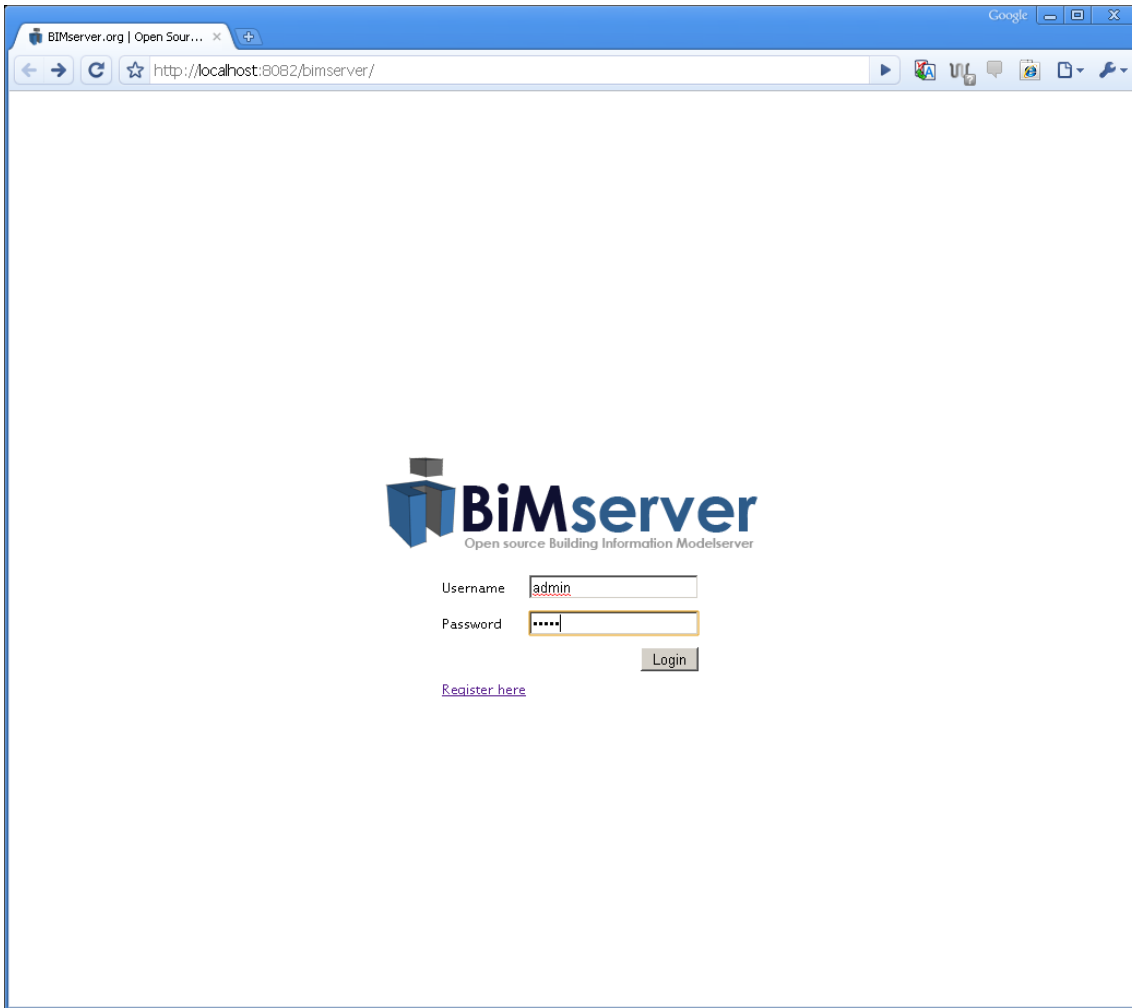 Google
BIMserver.org | Open Sour...
http://localhost:8082/bimserver/
BiMserver
Open source Building Information Modelserver
Username admin
Password •••••
Login
Register here